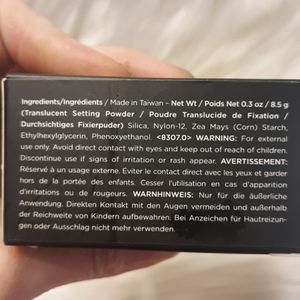 Ingredients/Ingrédients / Made in Taiwan – Net Wt / Poids Net 0.3 oz / 8.5 g
(Translucent Setting Powder / Poudre Translucide de Fixation /
Durchsichtiges Fixierpuder) Silica, Nylon-12, Zea Mays (Corn) Starch,
Ethylhexylglycerin, Phenoxyethanol. <8307.0> WARNING: For external
use only. Avoid direct contact with eyes and keep out of reach of children.
Discontinue use if signs of irritation or rash appear. AVERTISSEMENT:
Réservé à un usage externe. Éviter le contact direct avec les yeux et garder
hors de la portée des enfants. Cesser l'utilisation en cas d'apparition
d'irritations ou de rougeurs. WARNHINWEIS: Nur für die äußerliche
Anwendung. Direkten Kontakt mit den Augen vermeiden und außerhalb
der Reichweite von Kindern aufbewahren. Bei Anzeichen für Hautreizun-
gen oder Ausschlag nicht mehr verwenden.